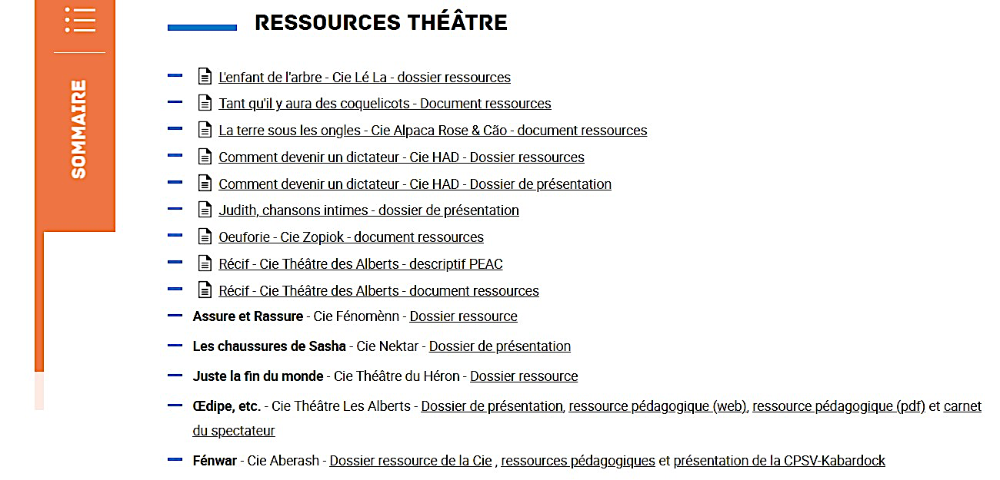 RESSOURCES THÉÂTRE
SOMMAIRE
L'enfant de l'arbre - Cie Lé La - dossier ressources
Tant qu'il y aura des coquelicots - Document ressources
La terre sous les ongles - Cie Alpaca Rose & Cão - document ressources
Comment devenir un dictateur - Cie HAD - Dossier ressources
Comment devenir un dictateur - Cie HAD - Dossier de présentation
Judith, chansons intimes - dossier de présentation
Oeuforie - Cie Zopiok - document ressources
Récif - Cie Théâtre des Alberts - descriptif PEAC
Récif - Cie Théâtre des Alberts - document ressources
Assure et Rassure - Cie Fénomènn - Dossier ressource
Les chaussures de Sasha - Cie Nektar - Dossier de présentation
Juste la fin du monde - Cie Théâtre du Héron - Dossier ressource
Œdipe, etc. - Cie Théâtre Les Alberts - Dossier de présentation, ressource pédagogique (web), ressource pédagogique (pdf) et carnet
du spectateur
Fénwar - Cie Aberash - Dossier ressource de la Cie , ressources pédagogiques et présentation de la CPSV-Kabardock